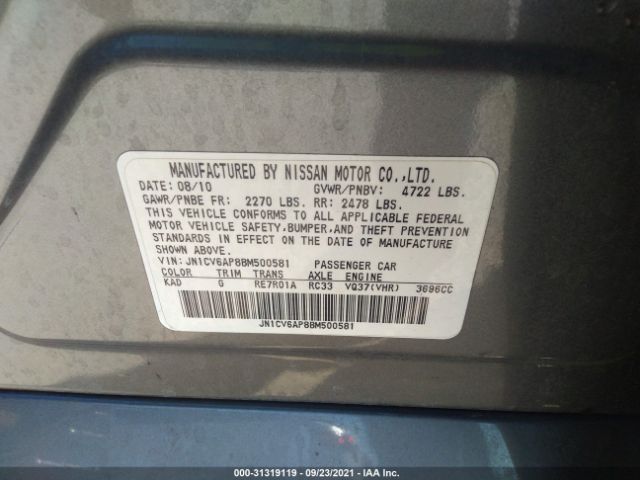 MANUFACTURED BY NISSAN MOTOR CO.,LTD.
DATE: 08/10 GVWR/PNBV: 4722 LBS.
GAWR/PNBE FR: 2270 LBS. RR: 2478 LBS.
THIS VEHICLE CONFORMS TO ALL APPLICABLE FEDERAL
MOTOR VEHICLE SAFETY,BUMPER,AND THEFT PREVENTION
STANDARDS IN EFFECT ON THE DATE OF MANUFACTURE
SHOWN ABOVE.
VIN: JN1CV6AP8BM500581 PASSENGER CAR
COLOR TRIM TRANS AXLE ENGINE
KAD G RE7R01A RC33 VQ37(VHR) 3696CC
JN1CV6AP8BM500581
000-31319119 - 09/23/2021 - IAA Inc.